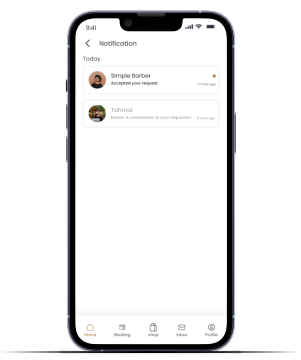 9:41
Notification
Today
Simple Barber
Accepted your request
2 mins ago
Tahmid
Barber is unavailable at your requested
2 mins ago
Home
Booking
shop
Inbox
Profile